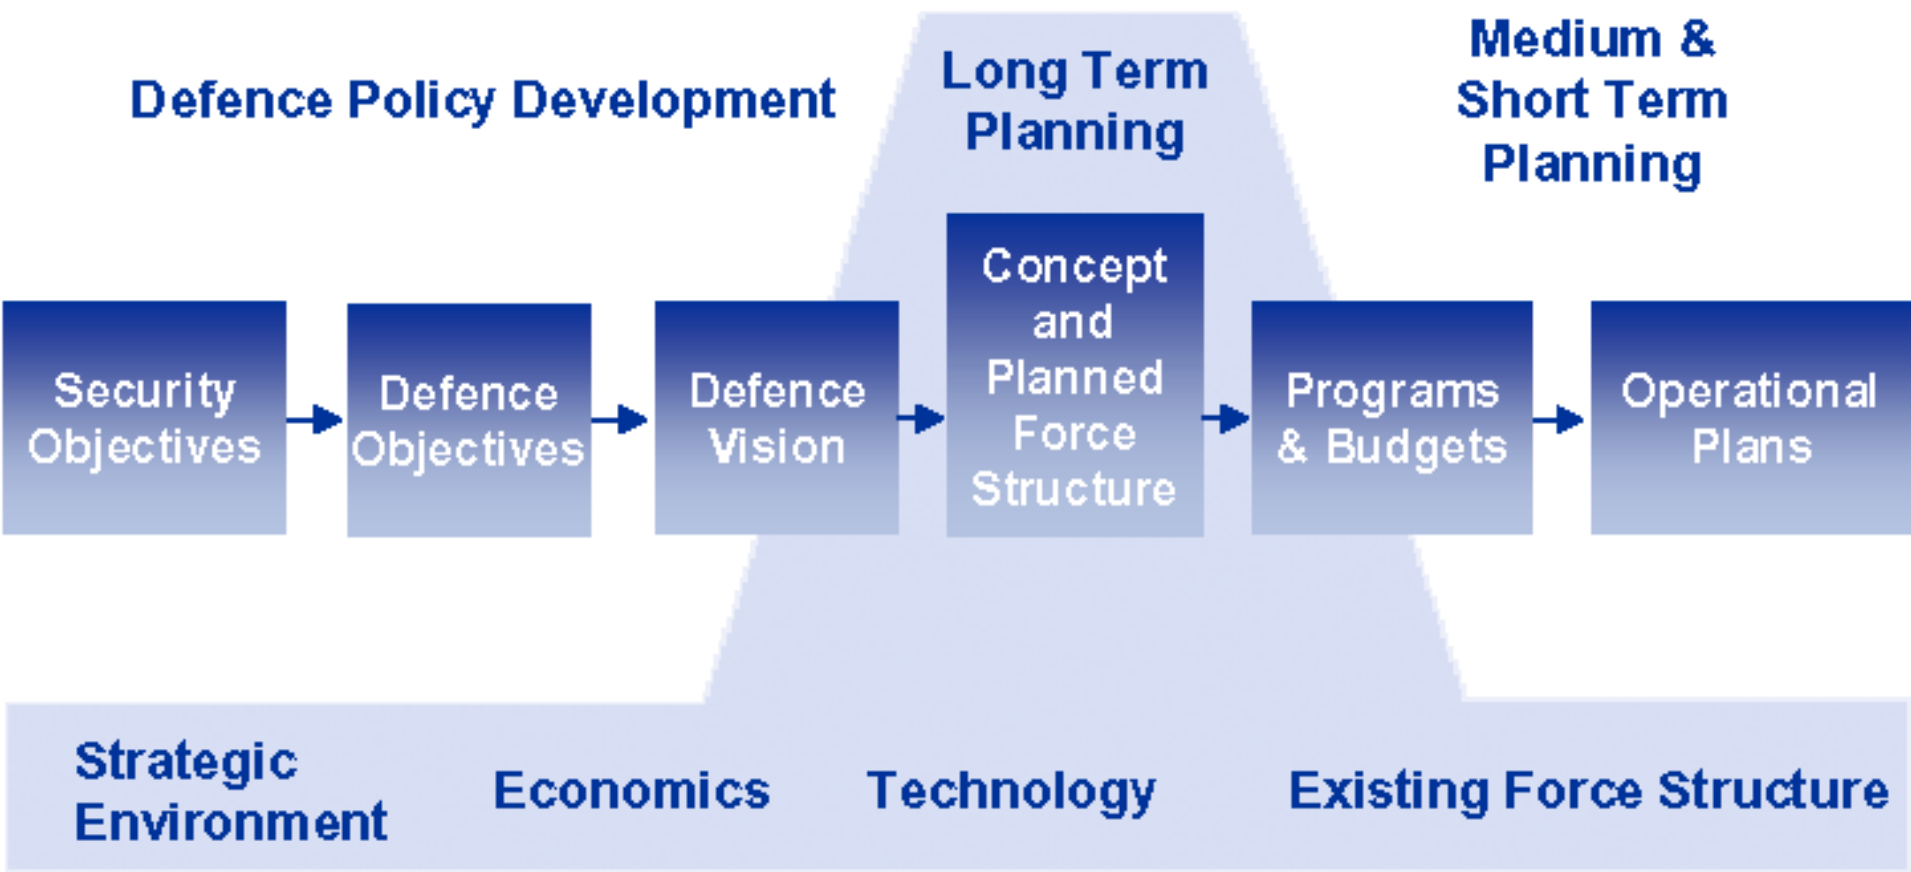 Defence Policy Development
Long Term
Planning
Medium &
Short Term
Planning
Security
Objectives
Defence
Objectives
Defence
Vision
Concept
and
Planned
Force
Structure
Programs
& Budgets
Operational
Plans
Strategic
Environment
Economics
Technology
Existing Force Structure